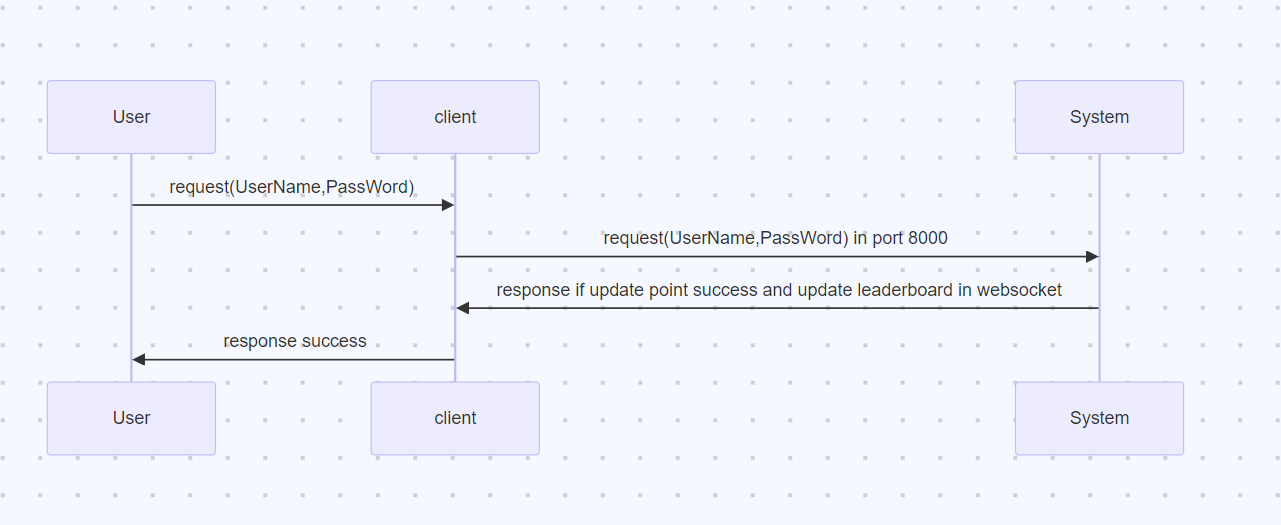 User
client
System
request(UserName,PassWord)
request(UserName,PassWord) in port 8000
response if update point success and update leaderboard in websocket
response success
User
client
System